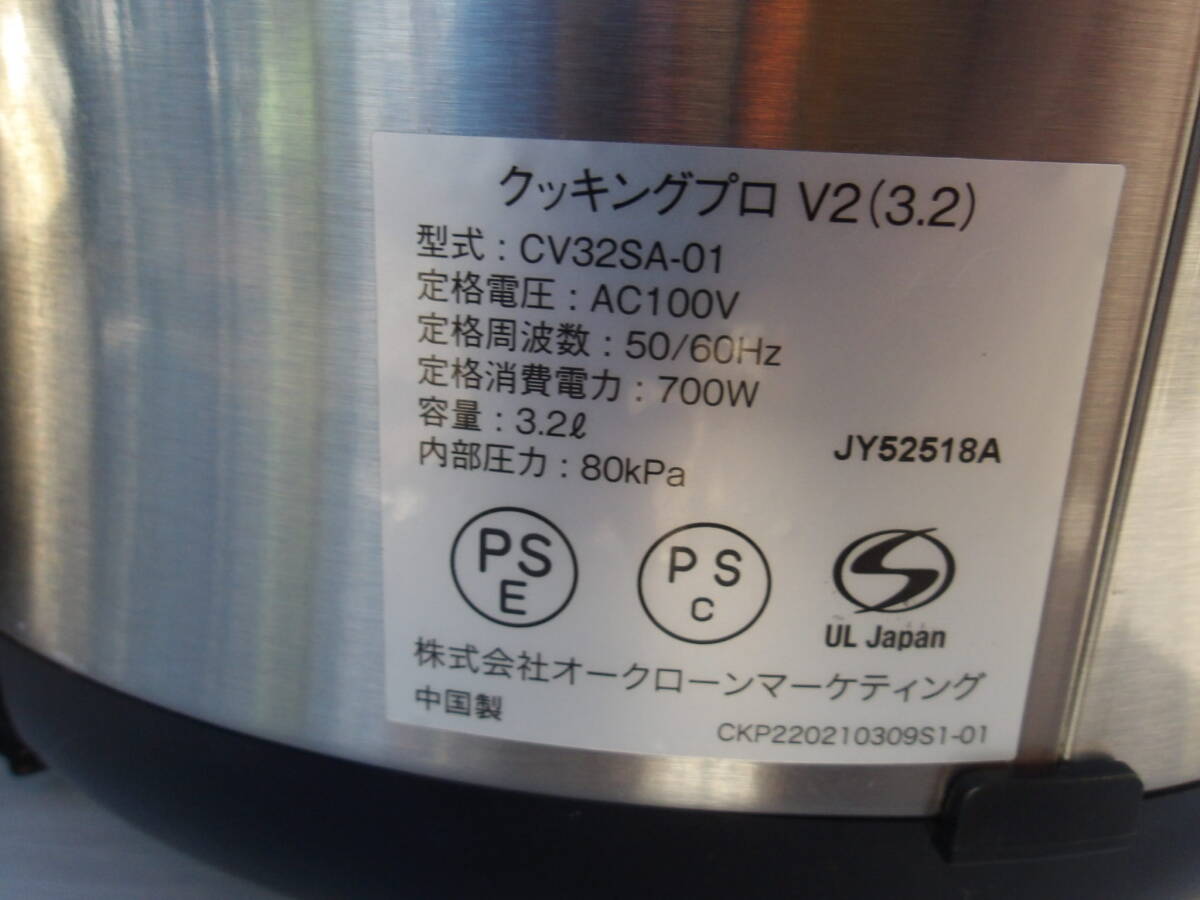 クッキングプロ V2(3.2)
型式 : CV32SA-01
定格電圧 : AC100V
定格周波数 : 50/60Hz
定格消費電力 : 700W
容量 : 3.2ℓ
内部圧力 : 80kPa
JY52518A
PS
E
PS
C
UL Japan
株式会社オークローンマーケティング
中国製
CKP220210309S1-01